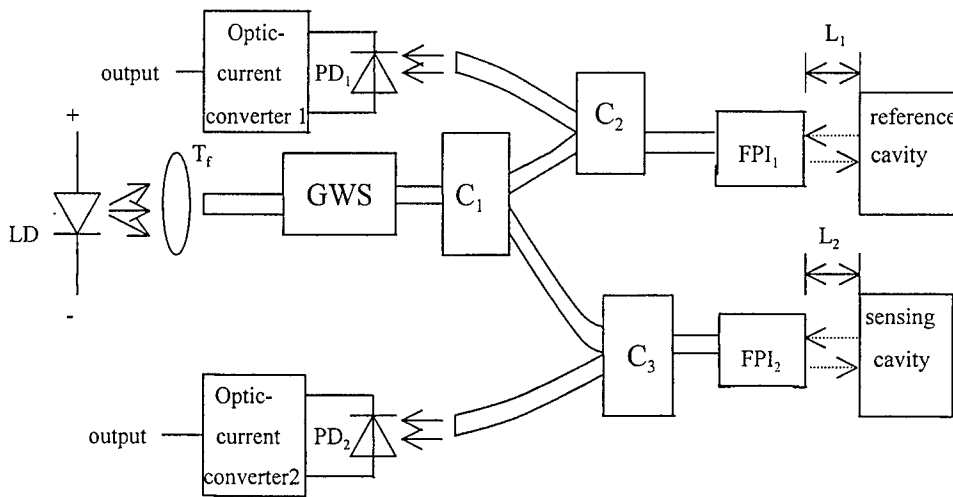 Optic-
current
converter 1
output
PD₁
+
T_f
LD
-
GWS
C₁
C₂
FPI₁
L₁
reference
cavity
L₂
C₃
FPI₂
sensing
cavity
Optic-
current
converter2
output
PD₂